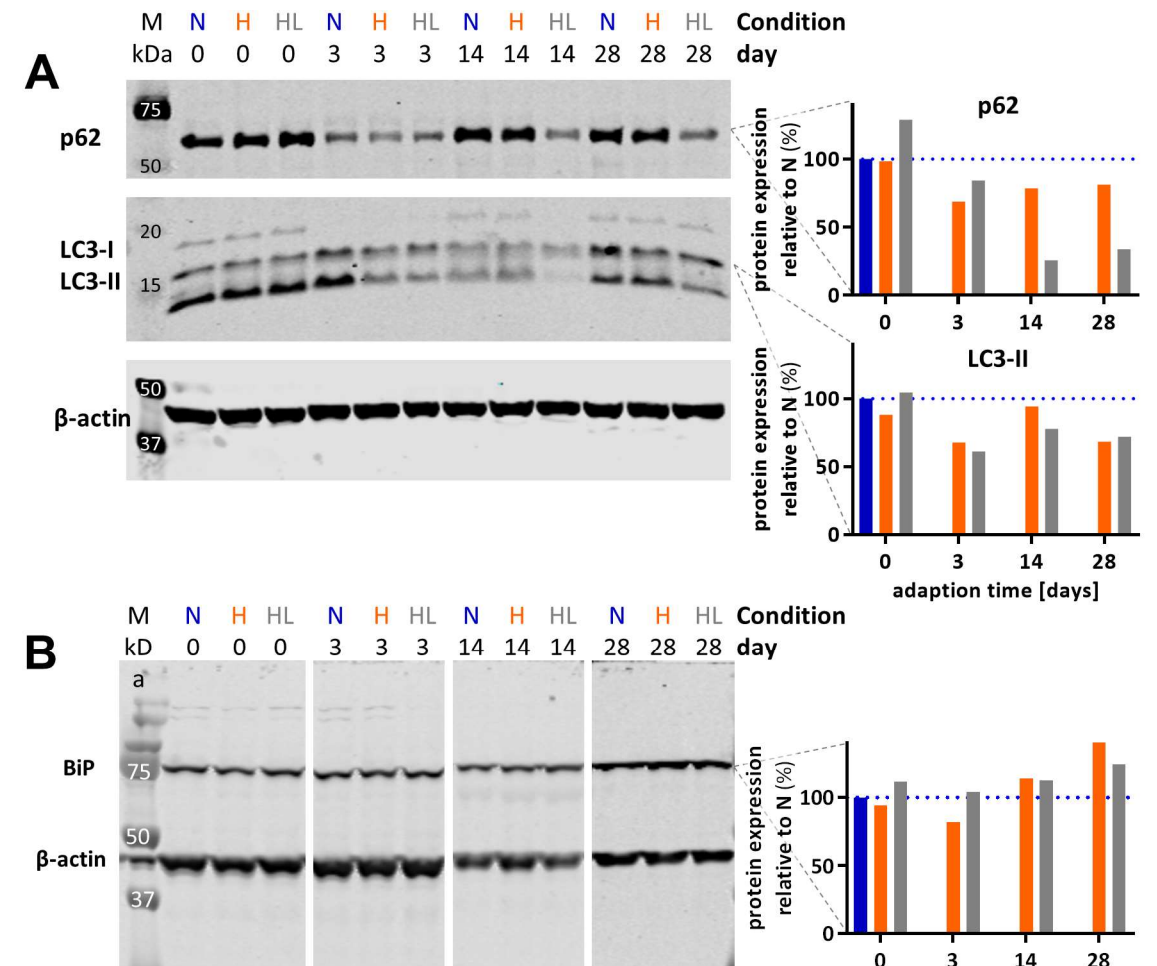 M N H HL N H HL N H HL N H HL Condition
kDa 0 0 0 3 3 3 14 14 14 28 28 28 day
A
75
p62
50
20
LC3-I
LC3-II
15
50
β-actin
37
p62
protein expression
relative to N (%)
100
50
0
0 3 14 28
LC3-II
protein expression
relative to N (%)
100
50
0
0 3 14 28
adaption time [days]
M N H HL N H HL N H HL N H HL Condition
B
kD 0 0 0 3 3 3 14 14 14 28 28 28 day
a
BiP
75
50
β-actin
37
protein expression
relative to N (%)
100
50
0
0 3 14 28